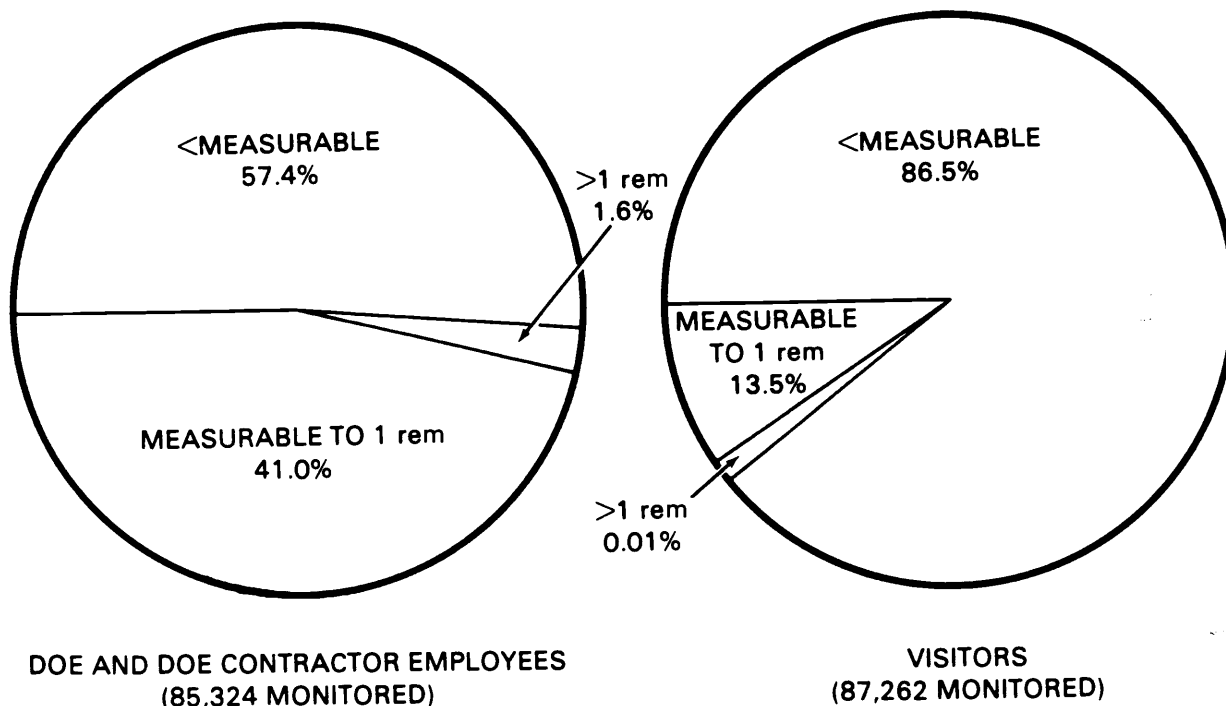 <MEASURABLE
57.4%
>1 rem
1.6%
MEASURABLE TO 1 rem
41.0%
DOE AND DOE CONTRACTOR EMPLOYEES
(85,324 MONITORED)
<MEASURABLE
86.5%
MEASURABLE
TO 1 rem
13.5%
>1 rem
0.01%
VISITORS
(87,262 MONITORED)